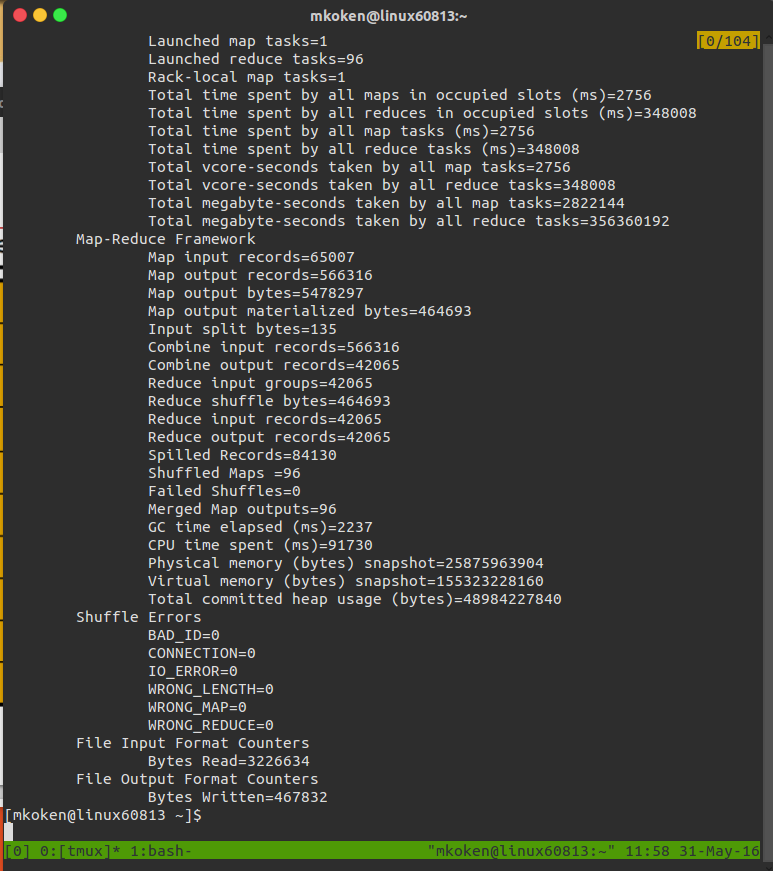 mkoken@linux60813:~
Launched map tasks=1 [0/104]
Launched reduce tasks=96
Rack-local map tasks=1
Total time spent by all maps in occupied slots (ms)=2756
Total time spent by all reduces in occupied slots (ms)=348008
Total time spent by all map tasks (ms)=2756
Total time spent by all reduce tasks (ms)=348008
Total vcore-seconds taken by all map tasks=2756
Total vcore-seconds taken by all reduce tasks=348008
Total megabyte-seconds taken by all map tasks=2822144
Total megabyte-seconds taken by all reduce tasks=356360192
Map-Reduce Framework
Map input records=65007
Map output records=566316
Map output bytes=5478297
Map output materialized bytes=464693
Input split bytes=135
Combine input records=566316
Combine output records=42065
Reduce input groups=42065
Reduce shuffle bytes=464693
Reduce input records=42065
Reduce output records=42065
Spilled Records=84130
Shuffled Maps =96
Failed Shuffles=0
Merged Map outputs=96
GC time elapsed (ms)=2237
CPU time spent (ms)=91730
Physical memory (bytes) snapshot=25875963904
Virtual memory (bytes) snapshot=155323228160
Total committed heap usage (bytes)=48984227840
Shuffle Errors
BAD_ID=0
CONNECTION=0
IO_ERROR=0
WRONG_LENGTH=0
WRONG_MAP=0
WRONG_REDUCE=0
File Input Format Counters
Bytes Read=3226634
File Output Format Counters
Bytes Written=467832
[mkoken@linux60813 ~]$
[0] 0:[tmux]* 1:bash- "mkoken@linux60813:~" 11:58 31-May-16